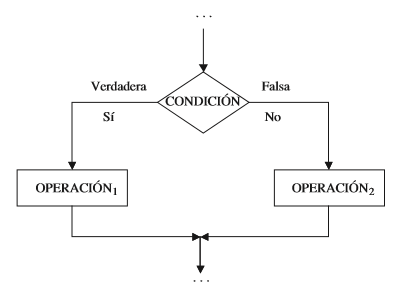 . . .
Verdadera Falsa
CONDICIÓN
Sí No
OPERACIÓN₁ OPERACIÓN₂
. . .